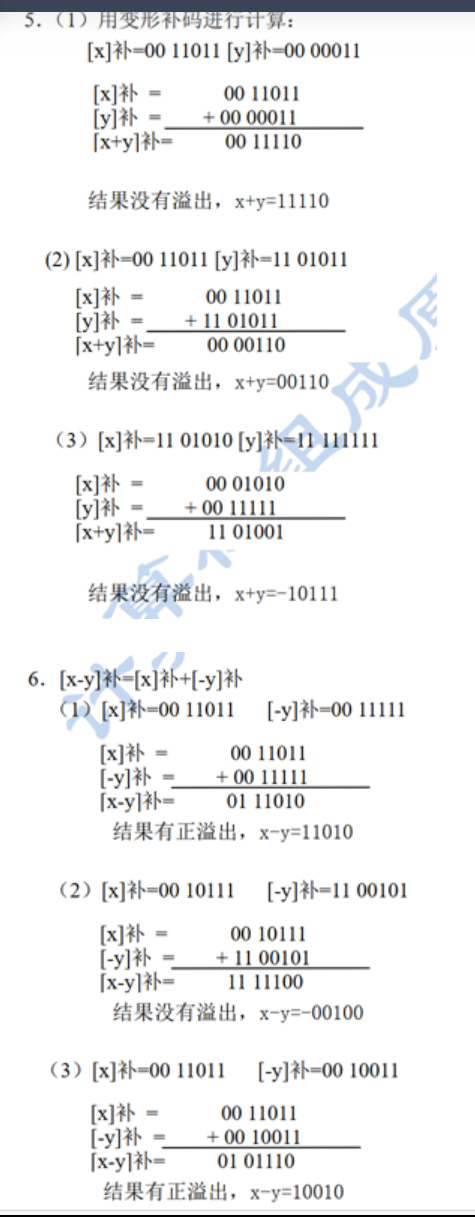 5.（1）用变形补码进行计算：
[x]补=00 11011 [y]补=00 00011
[x]补 = 00 11011
[y]补 = + 00 00011
[x+y]补= 00 11110
结果没有溢出，x+y=11110
(2) [x]补=00 11011 [y]补=11 01011
[x]补 = 00 11011
[y]补 = + 11 01011
[x+y]补= 00 00110
结果没有溢出，x+y=00110
（3）[x]补=11 01010 [y]补=11 111111
[x]补 = 00 01010
[y]补 = + 00 11111
[x+y]补= 11 01001
结果没有溢出，x+y=−10111
6. [x-y]补=[x]补+[-y]补
（1）[x]补=00 11011 [-y]补=00 11111
[x]补 = 00 11011
[-y]补 = + 00 11111
[x-y]补= 01 11010
结果有正溢出，x−y=11010
（2）[x]补=00 10111 [-y]补=11 00101
[x]补 = 00 10111
[-y]补 = + 11 00101
[x-y]补= 11 11100
结果没有溢出，x−y=−00100
（3）[x]补=00 11011 [-y]补=00 10011
[x]补 = 00 11011
[-y]补 = + 00 10011
[x-y]补= 01 01110
结果有正溢出，x−y=10010